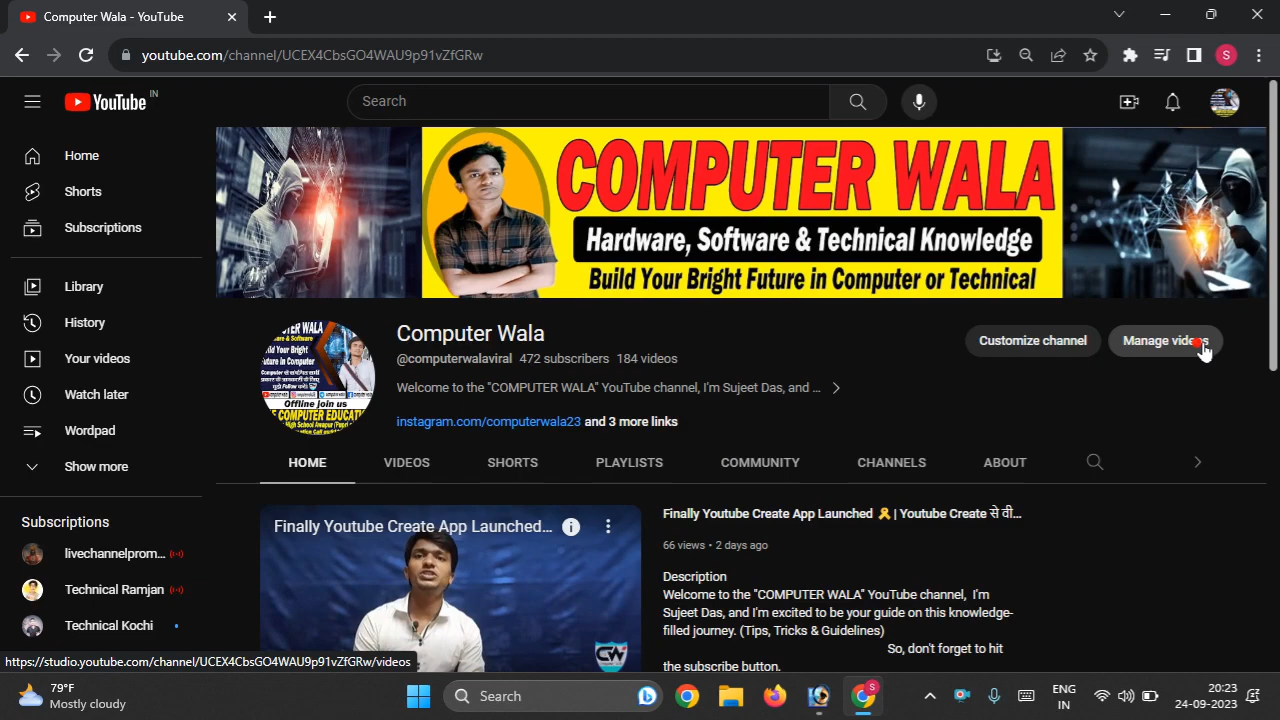 Computer Wala - YouTube
youtube.com/channel/UCEX4CbsGO4WAU9p91vZfGRw
S
YouTube IN
Search
Home
Shorts
Subscriptions
Library
History
Your videos
Watch later
Wordpad
Show more
Subscriptions
livechannelprom...
Technical Ramjan
Technical Kochi
COMPUTER WALA
Hardware, Software & Technical Knowledge
Build Your Bright Future in Computer or Technical
Offline Join us
Computer Wala
@computerwalaviral 472 subscribers 184 videos
Welcome to the "COMPUTER WALA" YouTube channel, I'm Sujeet Das, and ...
instagram.com/computerwala23 and 3 more links
Customize channel
Manage videos
HOME VIDEOS SHORTS PLAYLISTS COMMUNITY CHANNELS ABOUT
Finally Youtube Create App Launched...
CW
Finally Youtube Create App Launched 🎗️ | Youtube Create से वी...
66 views • 2 days ago
Description
Welcome to the "COMPUTER WALA" YouTube channel, I'm
Sujeet Das, and I'm excited to be your guide on this knowledge-
filled journey. (Tips, Tricks & Guidelines)
So, don't forget to hit
the subscribe button.
https://studio.youtube.com/channel/UCEX4CbsGO4WAU9p91vZfGRw/videos
79°F
Mostly cloudy
Search
S
ENG
IN
20:23
24-09-2023